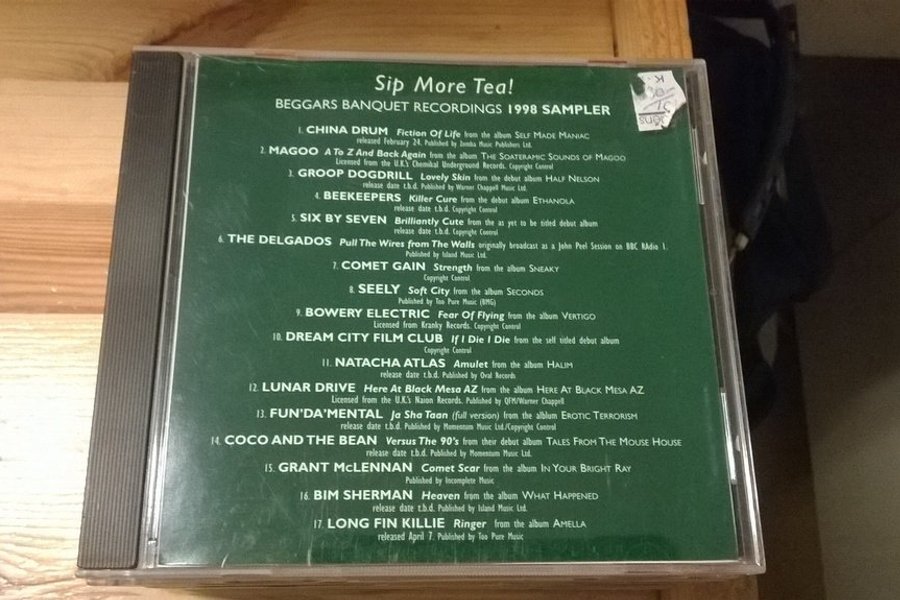 Sip More Tea!
BEGGARS BANQUET RECORDINGS 1998 SAMPLER
1. CHINA DRUM Fiction Of Life from the album SELF MADE MANIAC
released February 24. Published by Zomba Music Publishers Ltd.
2. MAGOO A To Z And Back Again from the album THE SOATERAMIC SOUNDS OF MAGOO
Licensed from the U.K.'s Chemikal Underground Records. Copyright Control
3. GROOP DOGDRILL Lovely Skin from the debut album HALF NELSON
release date t.b.d. Published by Warner Chappell Music Ltd.
4. BEEKEEPERS Killer Cure from the debut album ETHANOLA
release date t.b.d. Copyright Control
5. SIX BY SEVEN Brilliantly Cute from the as yet to be titled debut album
release date t.b.d. Copyright Control
6. THE DELGADOS Pull The Wires from The Walls originally broadcast as a John Peel Session on BBC RAdio 1.
Published by Island Music Ltd.
7. COMET GAIN Strength from the album SNEAKY
Copyright Control
8. SEELY Soft City from the album SECONDS
Published by Too Pure Music (BMG)
9. BOWERY ELECTRIC Fear Of Flying from the album VERTIGO
Licensed from Kranky Records. Copyright Control
10. DREAM CITY FILM CLUB If I Die I Die from the self titled debut album
Copyright Control
11. NATACHA ATLAS Amulet from the album HALIM
release date t.b.d. Published by Oval Records
12. LUNAR DRIVE Here At Black Mesa AZ from the album HERE AT BLACK MESA AZ
Licensed from the U.K.'s Naion Records. Published by QFM/Warner Chappell
13. FUN'DA'MENTAL Ja Sha Taan (full version) from the allbum EROTIC TERRORISM
release date t.b.d. Published by Momentum Music Ltd./Copyright Control
14. COCO AND THE BEAN Versus The 90's from their debut album TALES FROM THE MOUSE HOUSE
release date t.b.d. Published by Momentum Music Ltd.
15. GRANT McLENNAN Comet Scar from the album IN YOUR BRIGHT RAY
Published by Incomplete Music
16. BIM SHERMAN Heaven from the album WHAT HAPPENED
release date t.b.d. Published by Island Music Ltd.
17. LONG FIN KILLIE Ringer from the album AMELLA
released April 7. Published by Too Pure Music